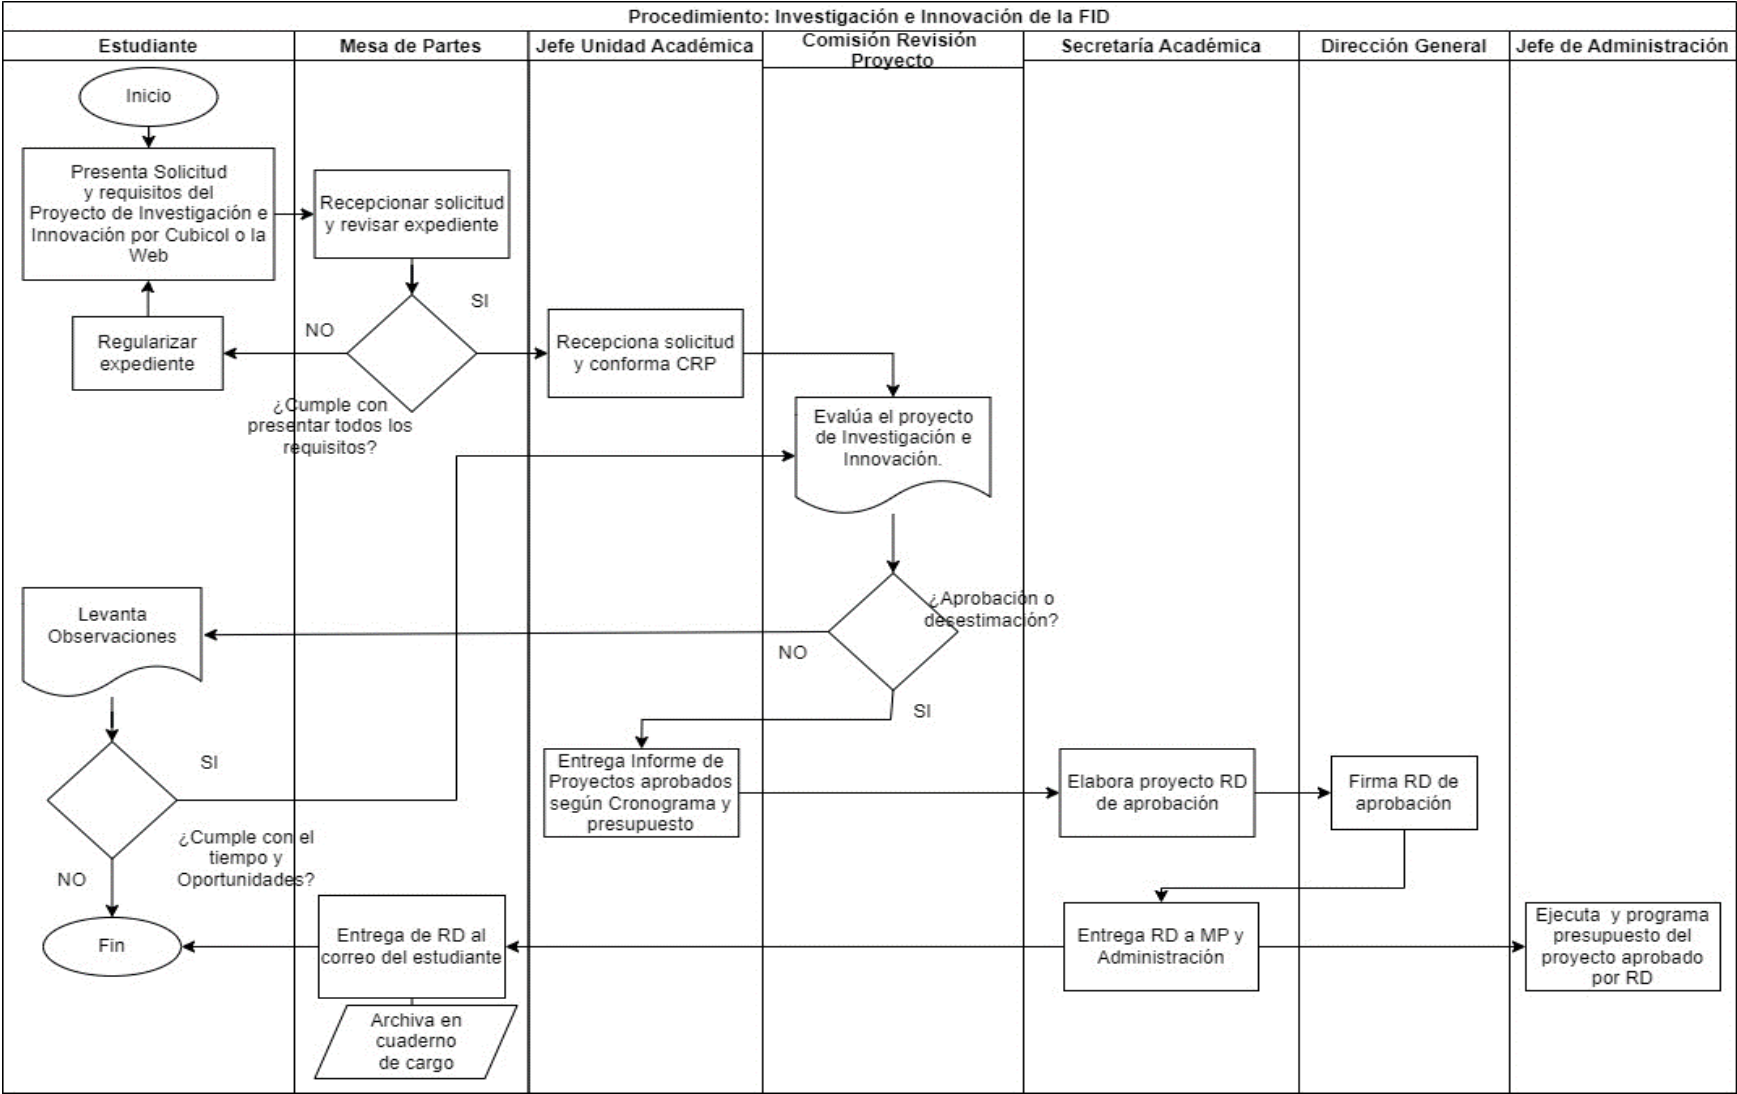 Procedimiento: Investigación e Innovación de la FID
Estudiante
Mesa de Partes
Jefe Unidad Académica
Comisión Revisión
Proyecto
Secretaría Académica
Dirección General
Jefe de Administración
Inicio
Presenta Solicitud
y requisitos del
Proyecto de Investigación e
Innovación por Cubicol o la
Web
Recepcionar solicitud
y revisar expediente
SI
NO
Regularizar
expediente
Recepciona solicitud
y conforma CRP
¿Cumple con
presentar todos los
requisitos?
Evalúa el proyecto
de Investigación e
Innovación.
¿Aprobación o
desestimación?
Levanta
Observaciones
NO
SI
SI
Entrega Informe de
Proyectos aprobados
según Cronograma y
presupuesto
Elabora proyecto RD
de aprobación
Firma RD de
aprobación
¿Cumple con el
tiempo y
Oportunidades?
NO
Fin
Entrega de RD al
correo del estudiante
Entrega RD a MP y
Administración
Ejecuta y programa
presupuesto del
proyecto aprobado
por RD
Archiva en
cuaderno
de cargo